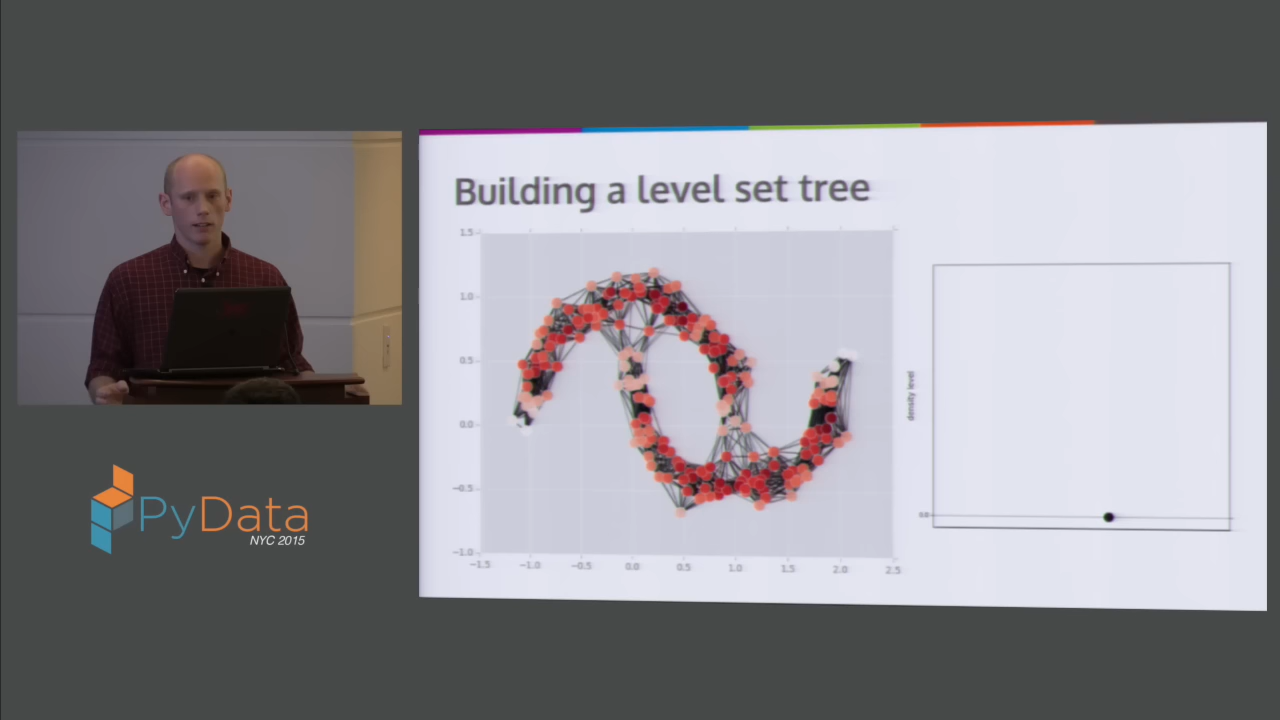 Building a level set tree
1.5
1.0
0.5
0.0
−0.5
−1.0
−1.5 −1.0 −0.5 0.0 0.5 1.0 1.5 2.0 2.5
density level
0.0
PyData
NYC 2015